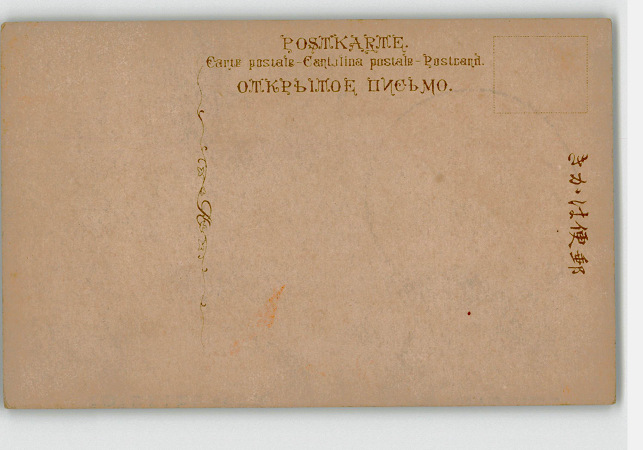 POSTKARTE.
Carte postale-Cartolina postale-Postcard.
ОТКРЫТОЕ ПИСЬМО.
きかは便郵